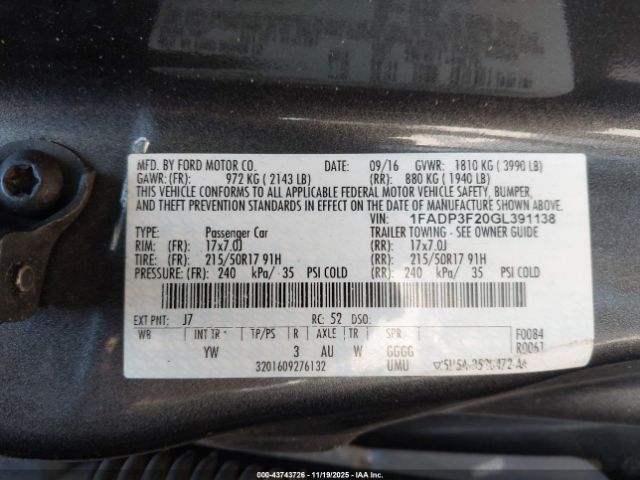 MFD. BY FORD MOTOR CO. DATE: 09/16 GVWR: 1810 KG ( 3990 LB)
GAWR: (FR): 972 KG ( 2143 LB) (RR): 880 KG ( 1940 LB)
THIS VEHICLE CONFORMS TO ALL APPLICABLE FEDERAL MOTOR VEHICLE SAFETY, BUMPER,
AND THEFT PREVENTION STANDARDS IN EFFECT ON THE DATE OF MANUFACTURE SHOWN ABOVE.
VIN: 1FADP3F20GL391138
TYPE: Passenger Car TRAILER TOWING - SEE OWNER GUIDE
RIM: (FR): 17x7.0J (RR): 17x7.0J
TIRE: (FR): 215/50R17 91H (RR): 215/50R17 91H
PRESSURE: (FR): 240 kPa/ 35 PSI COLD (RR): 240 kPa/ 35 PSI COLD
EXT PNT: J7 RC: 52 DSO:
WB INT TR TP/PS R AXLE TR SPR F0084
YW 3 AU W GGGG R0061
3201609276132 UMU
00-43743726 - 11/19/2025 - IAA Inc.